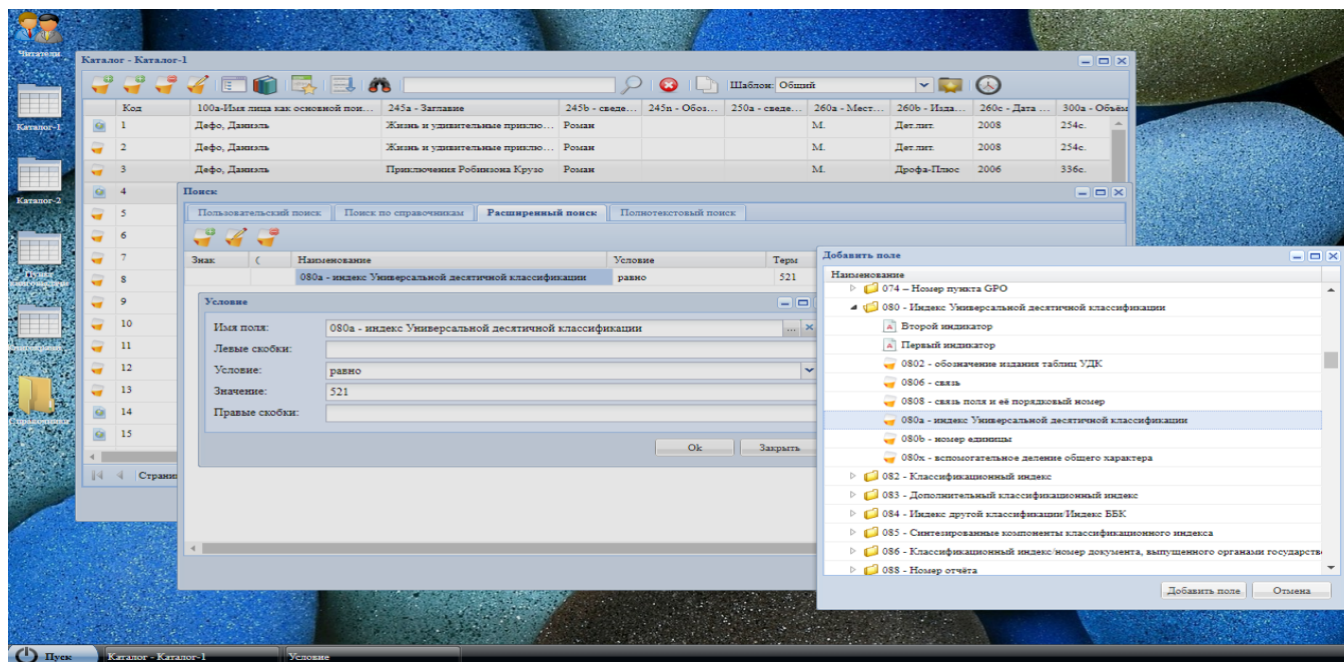 Читатели
Каталог-1
Каталог-2
Справочники
Каталог - Каталог-1
Шаблон: Общий
Код 100a-Имя лица как основной пои... 245a - Заглавие 245b - сведе... 245n - Обоз... 250a - сведе... 260a - Мест... 260b - Изда... 260c - Дата ... 300a - Объём
1 Дефо, Даниэль Жизнь и удивительные приклю... Роман М. Дет.лит. 2008 254с.
2 Дефо, Даниэль Жизнь и удивительные приклю... Роман М. Дет.лит. 2008 254с.
3 Дефо, Даниэль Приключения Робинзона Крузо Роман М. Дрофа-Плюс 2006 336с.
4
5
6
7
8
9
10
11
12
13
14
15
Страни
Поиск
Пользовательский поиск Поиск по справочникам Расширенный поиск Полнотекстовый поиск
Знак ( Наименование Условие Терм
080a - индекс Универсальной десятичной классификации равно 521
Условие
Имя поля: 080a - индекс Универсальной десятичной классификации ...
Левые скобки:
Условие: равно
Значение: 521
Правые скобки:
Ok Закрыть
Добавить поле
Наименование
074 – Номер пункта GPO
080 - Индекс Универсальной десятичной классификации
Второй индикатор
Первый индикатор
0802 - обозначение издания таблиц УДК
0806 - связь
0808 - связь поля и её порядковый номер
080a - индекс Универсальной десятичной классификации
080b - номер единицы
080x - вспомогательное деление общего характера
082 - Классификационный индекс
083 - Дополнительный классификационный индекс
084 - Индекс другой классификации/Индекс ББК
085 - Синтезированные компоненты классификационного индекса
086 - Классификационный индекс/номер документа, выпущенного органами государств
088 - Номер отчёта
Добавить поле Отмена
Пуск Каталог - Каталог-1 Условие